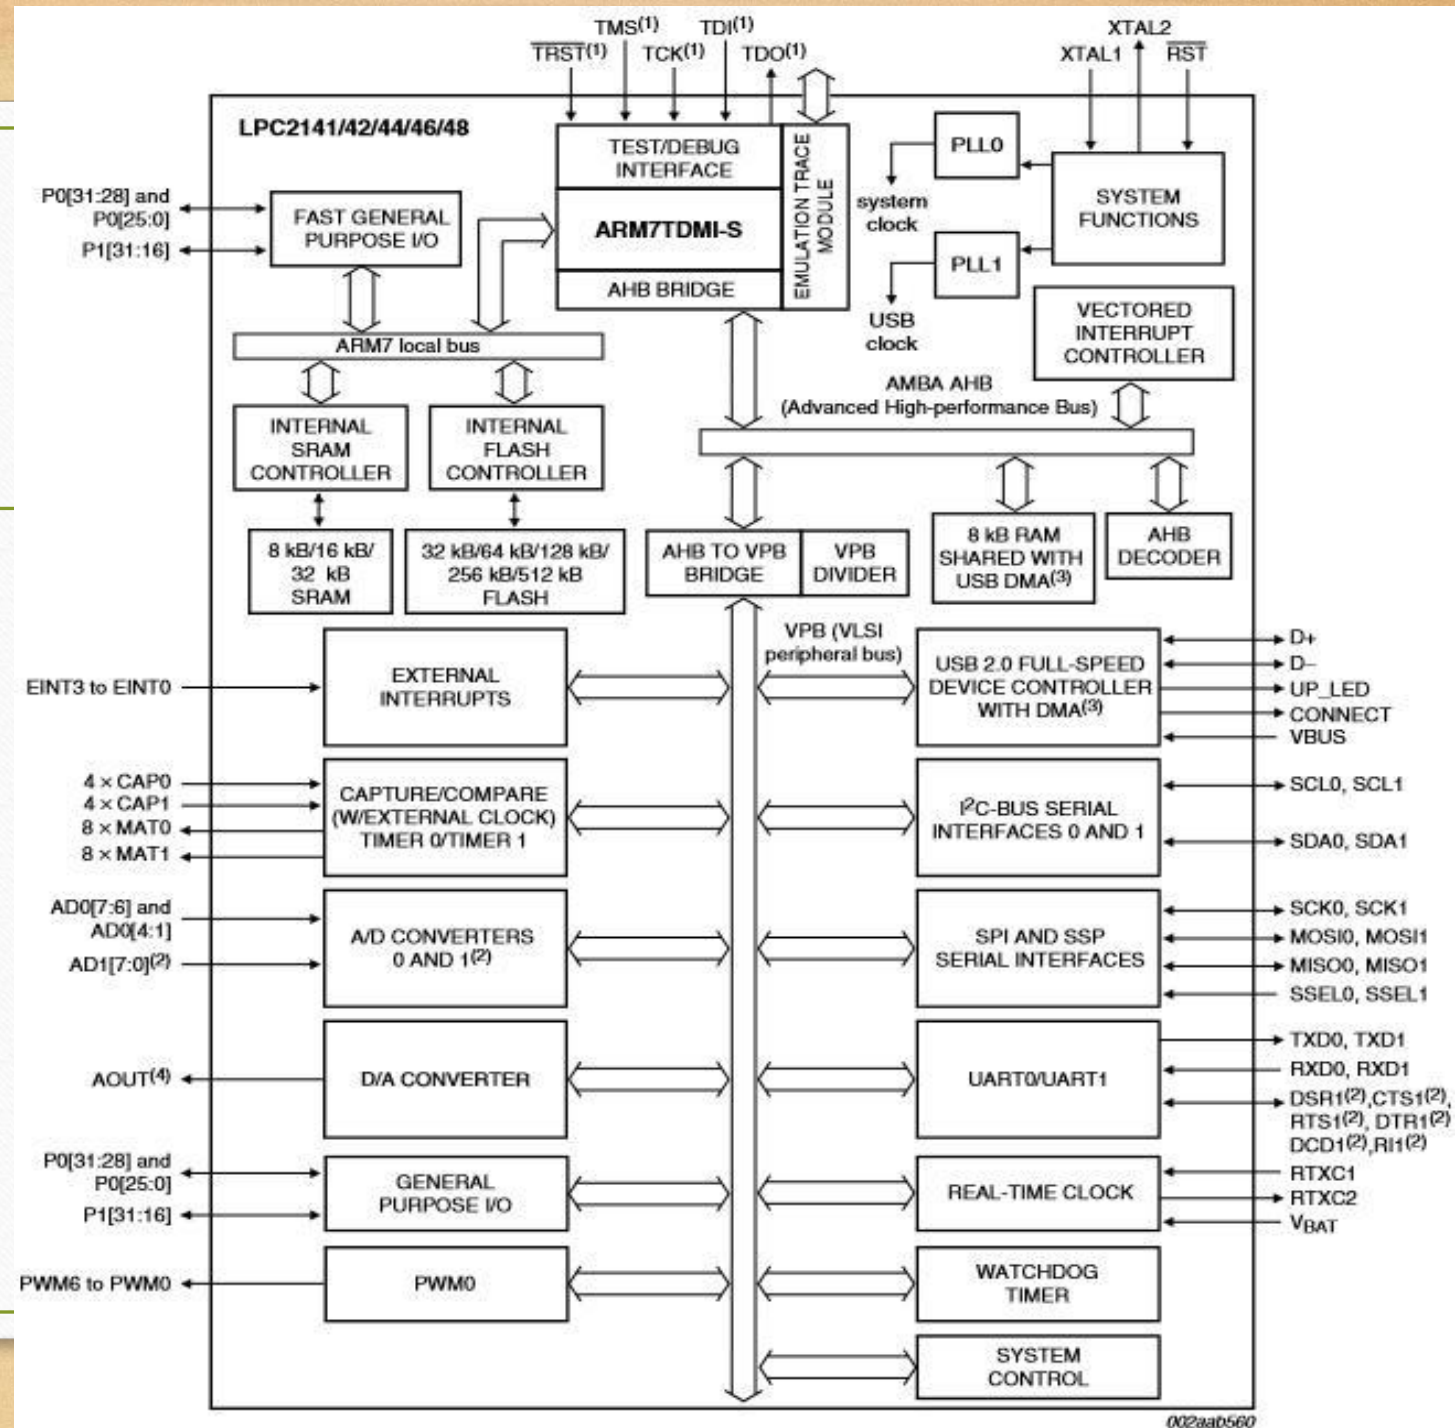 TMS(1)
TDI(1)
TRST(1)
TCK(1)
TDO(1)
XTAL2
XTAL1
RST
LPC2141/42/44/46/48
TEST/DEBUG
INTERFACE
ARM7TDMI-S
AHB BRIDGE
EMULATION TRACE
MODULE
PLL0
system
clock
PLL1
USB
clock
SYSTEM
FUNCTIONS
P0[31:28] and
P0[25:0]
P1[31:16]
FAST GENERAL
PURPOSE I/O
ARM7 local bus
VECTORED
INTERRUPT
CONTROLLER
AMBA AHB
(Advanced High-performance Bus)
INTERNAL
SRAM
CONTROLLER
INTERNAL
FLASH
CONTROLLER
8 kB/16 kB/
32 kB
SRAM
32 kB/64 kB/128 kB/
256 kB/512 kB
FLASH
AHB TO VPB
BRIDGE
VPB
DIVIDER
8 kB RAM
SHARED WITH
USB DMA(3)
AHB
DECODER
VPB (VLSI
peripheral bus)
EINT3 to EINT0
EXTERNAL
INTERRUPTS
USB 2.0 FULL-SPEED
DEVICE CONTROLLER
WITH DMA(3)
D+
D−
UP_LED
CONNECT
VBUS
4 × CAP0
4 × CAP1
8 × MAT0
8 × MAT1
CAPTURE/COMPARE
(W/EXTERNAL CLOCK)
TIMER 0/TIMER 1
I2C-BUS SERIAL
INTERFACES 0 AND 1
SCL0, SCL1
SDA0, SDA1
AD0[7:6] and
AD0[4:1]
AD1[7:0](2)
A/D CONVERTERS
0 AND 1(2)
SPI AND SSP
SERIAL INTERFACES
SCK0, SCK1
MOSI0, MOSI1
MISO0, MISO1
SSEL0, SSEL1
AOUT(4)
D/A CONVERTER
UART0/UART1
TXD0, TXD1
RXD0, RXD1
DSR1(2),CTS1(2),
RTS1(2), DTR1(2)
DCD1(2),RI1(2)
P0[31:28] and
P0[25:0]
P1[31:16]
GENERAL
PURPOSE I/O
REAL-TIME CLOCK
RTXC1
RTXC2
VBAT
PWM6 to PWM0
PWM0
WATCHDOG
TIMER
SYSTEM
CONTROL
002aab560